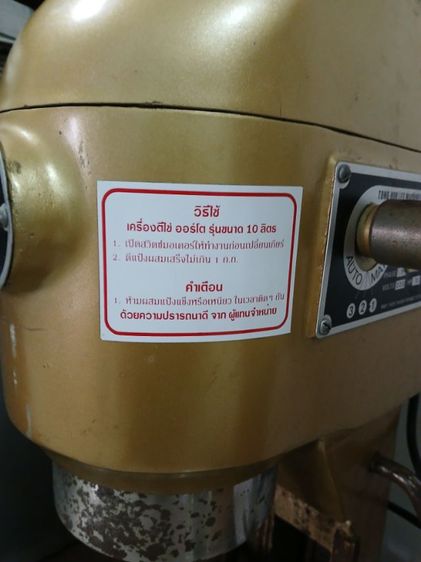 วิธีใช้
เครื่องตีไข่ ออร์โต รุ่นขนาด 10 ลิตร
1. เปิดสวิตช์มอเตอร์ให้ทำงานก่อนเปลี่ยนเกียร์
2. ตีแป้งผสมเสร็จไม่เกิน 1 ก.ก.
คำเตือน
1. ห้ามผสมแป้งแข็งหรือเหนียว ในเวลาติดๆ กัน
ด้วยความปรารถนาดี จาก ผู้แทนจำหน่าย
AUTO
3 2 1